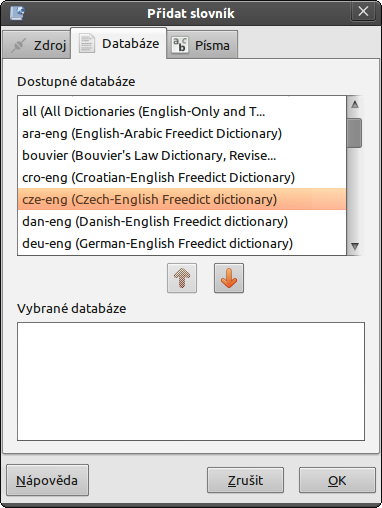 Přidat slovník
Zdroj
Databáze
Písma
Dostupné databáze
all (All Dictionaries (English-Only and T...
ara-eng (English-Arabic Freedict Dictionary)
bouvier (Bouvier's Law Dictionary, Revise...
cro-eng (Croatian-English Freedict Dictionary)
cze-eng (Czech-English Freedict dictionary)
dan-eng (Danish-English Freedict dictionary)
deu-eng (German-English Freedict dictionary)
Vybrané databáze
Nápověda
Zrušit
OK